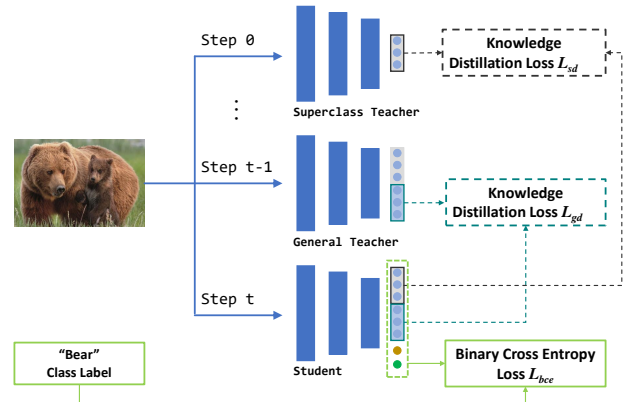 Step 0
Knowledge
Distillation Loss L_sd
Superclass Teacher
⋮
Step t-1
Knowledge
Distillation Loss L_gd
General Teacher
Step t
"Bear"
Class Label
Student
Binary Cross Entropy
Loss L_bce